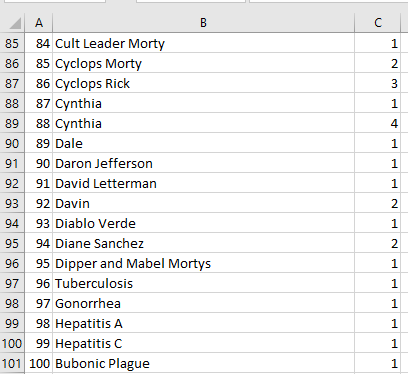 A B C
85 84 Cult Leader Morty 1
86 85 Cyclops Morty 2
87 86 Cyclops Rick 3
88 87 Cynthia 1
89 88 Cynthia 4
90 89 Dale 1
91 90 Daron Jefferson 1
92 91 David Letterman 1
93 92 Davin 2
94 93 Diablo Verde 1
95 94 Diane Sanchez 2
96 95 Dipper and Mabel Mortys 1
97 96 Tuberculosis 1
98 97 Gonorrhea 1
99 98 Hepatitis A 1
100 99 Hepatitis C 1
101 100 Bubonic Plague 1